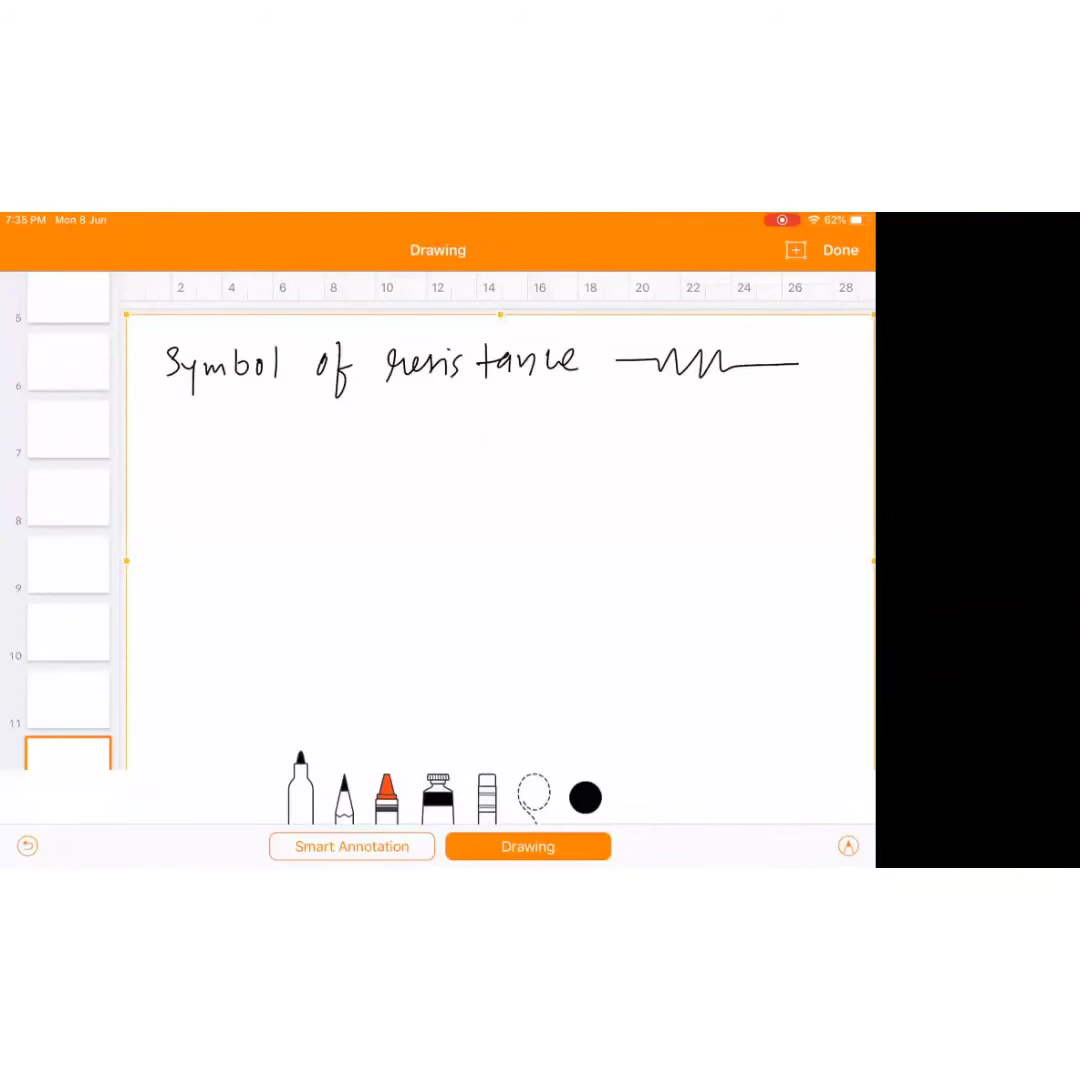 7:35 PM Mon 8 Jun 62%
Drawing Done
2 4 6 8 10 12 14 16 18 20 22 24 26 28
Symbol of resistance
5
6
7
8
9
10
11
Smart Annotation Drawing